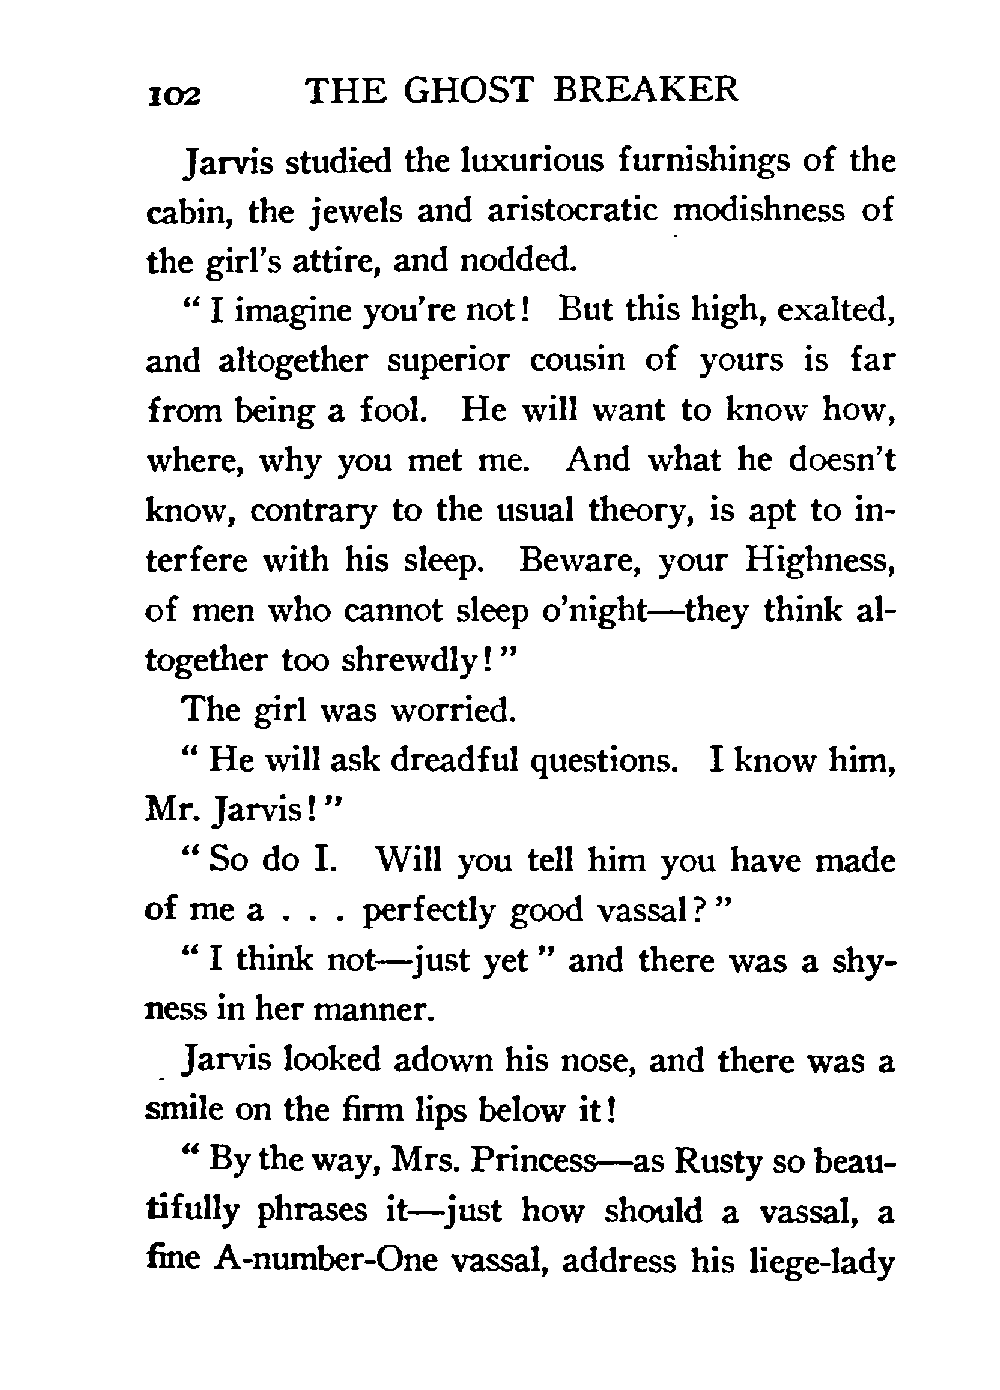 102 THE GHOST BREAKER
Jarvis studied the luxurious furnishings of the
cabin, the jewels and aristocratic modishness of
the girl's attire, and nodded.
" I imagine you're not! But this high, exalted,
and altogether superior cousin of yours is far
from being a fool. He will want to know how,
where, why you met me. And what he doesn't
know, contrary to the usual theory, is apt to in-
terfere with his sleep. Beware, your Highness,
of men who cannot sleep o'night—they think al-
together too shrewdly! "
The girl was worried.
" He will ask dreadful questions. I know him,
Mr. Jarvis! "
" So do I. Will you tell him you have made
of me a . . . perfectly good vassal? "
" I think not—just yet " and there was a shy-
ness in her manner.
Jarvis looked adown his nose, and there was a
smile on the firm lips below it!
" By the way, Mrs. Princess—as Rusty so beau-
tifully phrases it—just how should a vassal, a
fine A-number-One vassal, address his liege-lady